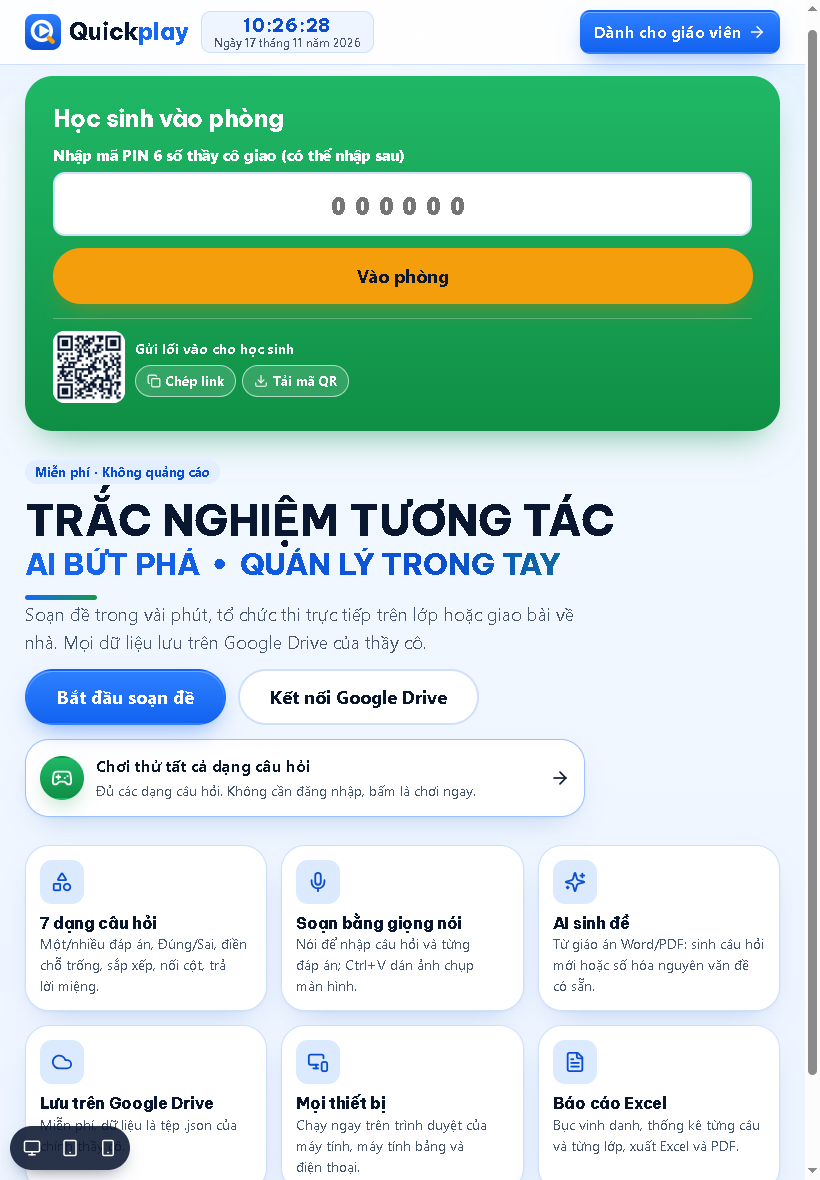 Quickplay
10:26:28
Ngày 17 tháng 11 năm 2026
Dành cho giáo viên
Học sinh vào phòng
Nhập mã PIN 6 số thầy cô giao (có thể nhập sau)
000000
Vào phòng
Gửi lối vào cho học sinh
Chép link
Tải mã QR
Miễn phí · Không quảng cáo
TRẮC NGHIỆM TƯƠNG TÁC
AI BỨT PHÁ • QUẢN LÝ TRONG TAY
Soạn đề trong vài phút, tổ chức thi trực tiếp trên lớp hoặc giao bài về
nhà. Mọi dữ liệu lưu trên Google Drive của thầy cô.
Bắt đầu soạn đề
Kết nối Google Drive
Chơi thử tất cả dạng câu hỏi
Đủ các dạng câu hỏi. Không cần đăng nhập, bấm là chơi ngay.
7 dạng câu hỏi
Một/nhiều đáp án, Đúng/Sai, điền
chỗ trống, sắp xếp, nối cột, trả
lời miệng.
Soạn bằng giọng nói
Nói để nhập câu hỏi và từng
đáp án; Ctrl+V dán ảnh chụp
màn hình.
AI sinh đề
Từ giáo án Word/PDF: sinh câu hỏi
mới hoặc số hóa nguyên văn đề
có sẵn.
Lưu trên Google Drive
Miễn phí, dữ liệu là tệp .json của
chính thầy cô.
Mọi thiết bị
Chạy ngay trên trình duyệt của
máy tính, máy tính bảng và
điện thoại.
Báo cáo Excel
Bục vinh danh, thống kê từng câu
và từng lớp, xuất Excel và PDF.